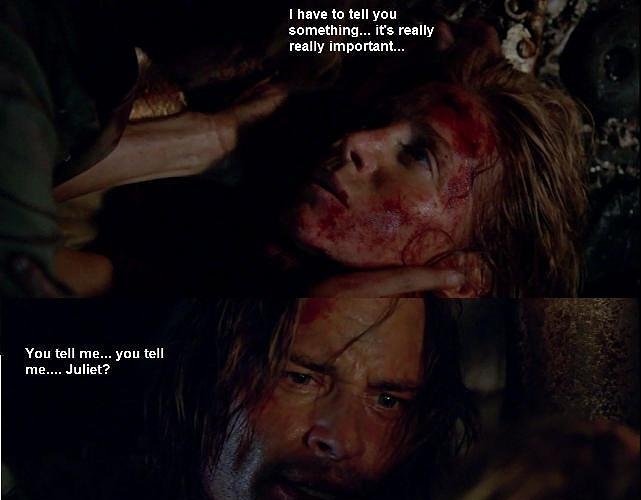 I have to tell you
something... it's really
really important...
You tell me... you tell
me.... Juliet?